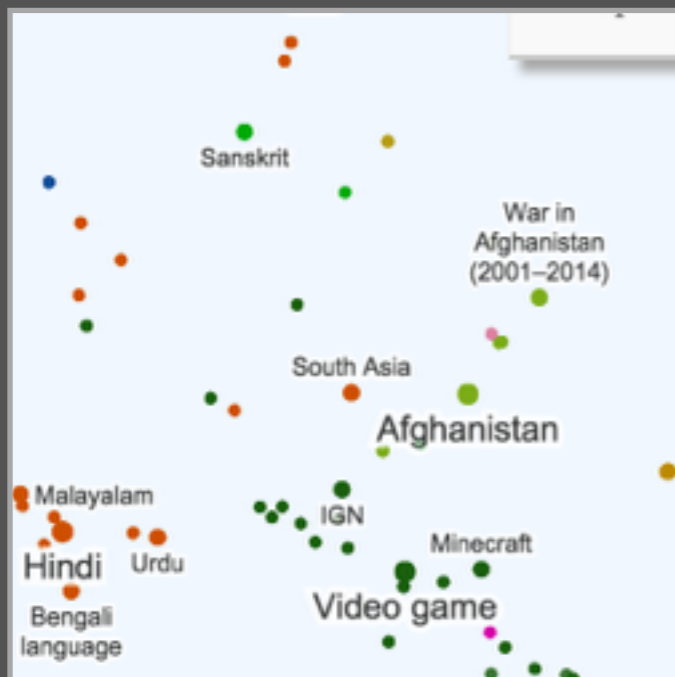 Sanskrit
War in
Afghanistan
(2001–2014)
South Asia
Afghanistan
Malayalam
IGN
Minecraft
Hindi
Urdu
Video game
Bengali
language